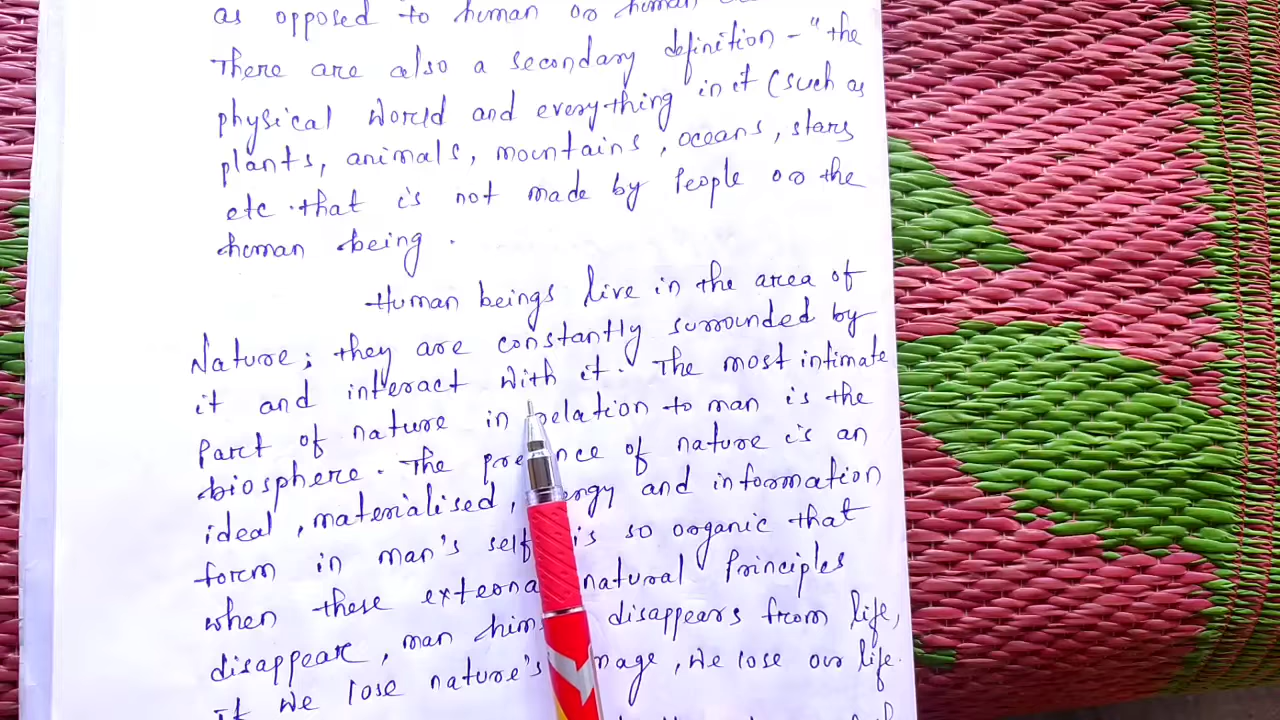 as opposed to human or human
There are also a secondary definition - "the
physical world and everything in it (such as
plants, animals, mountains, oceans, stars
etc. that is not made by People or the
human being.
Human beings live in the area of
Nature; they are constantly surrounded by
it and interact with it. The most intimate
Part of nature in relation to man is the
biosphere. The pre nce of nature is an
ideal, materialised, energy and information
form in man's self is so organic that
when these external natural Principles
disappear, man him disappears from life,
If we lose nature's mage, we lose our life.